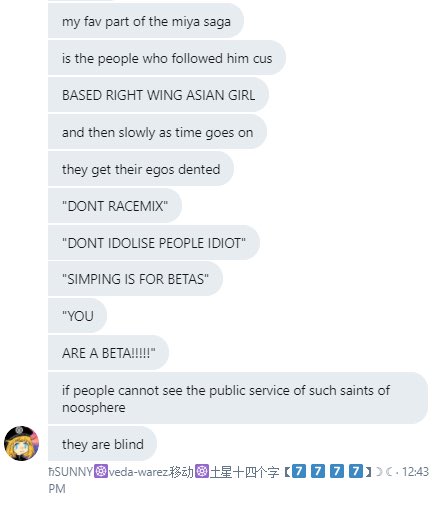 my fav part of the miya saga
is the people who followed him cus
BASED RIGHT WING ASIAN GIRL
and then slowly as time goes on
they get their egos dented
"DONT RACEMIX"
"DONT IDOLISE PEOPLE IDIOT"
"SIMPING IS FOR BETAS"
"YOU
ARE A BETA!!!!!"
if people cannot see the public service of such saints of
noosphere
they are blind
ħSUNNY☸️veda-warez移动☸️土星十四个字【7️⃣7️⃣7️⃣7️⃣】☽☾ · 12:43
PM